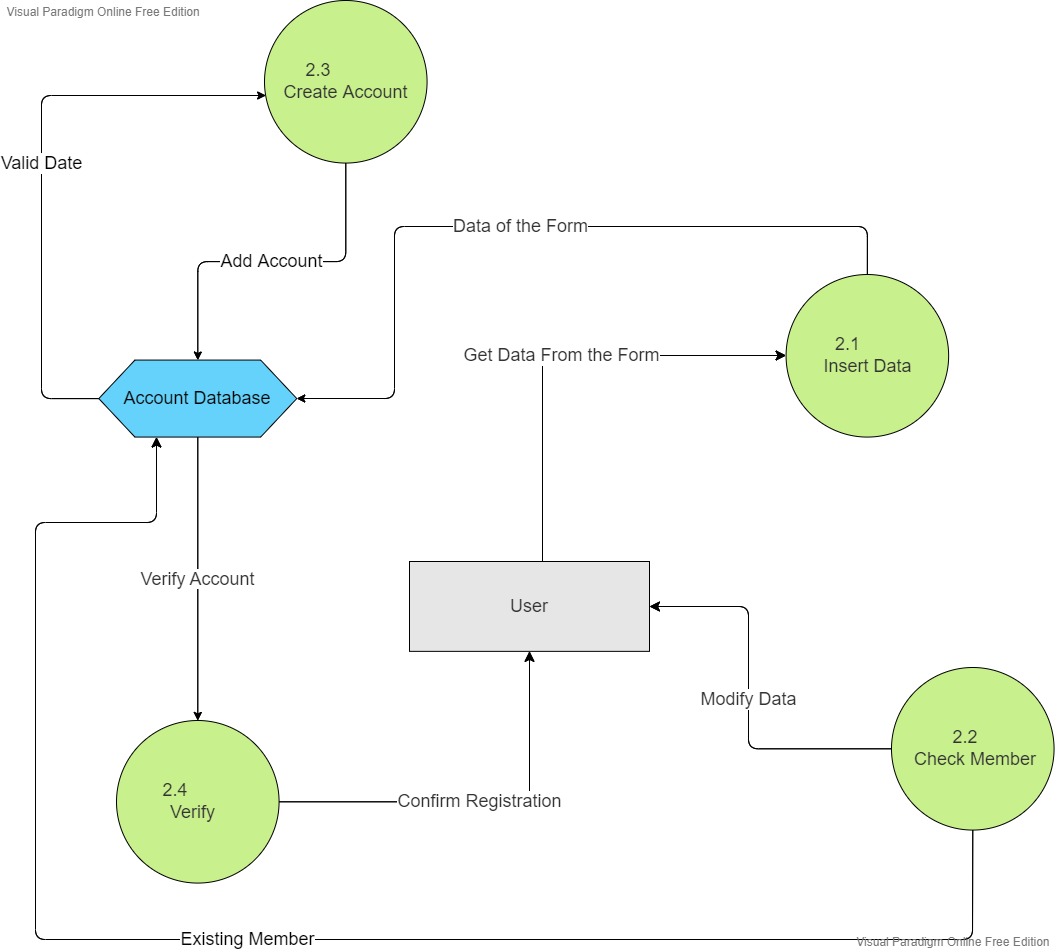 Visual Paradigm Online Free Edition
2.3
Create Account
Valid Date
Data of the Form
Add Account
2.1
Insert Data
Get Data From the Form
Account Database
Verify Account
User
Modify Data
2.2
Check Member
2.4
Verify
Confirm Registration
Existing Member
Visual Paradigm Online Free Edition